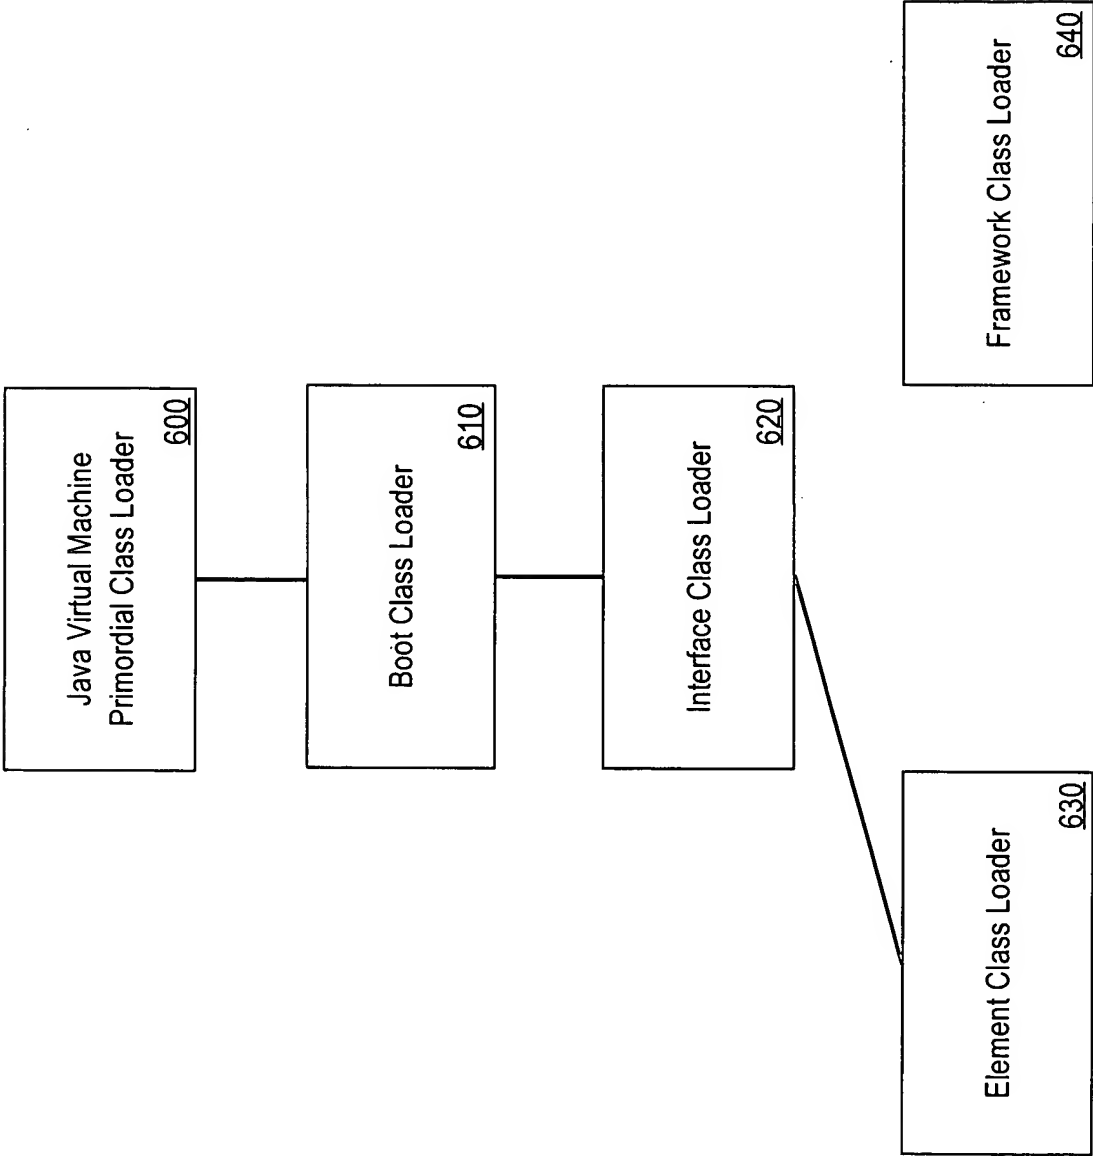 Java Virtual Machine
Primordial Class Loader
600
Boot Class Loader
610
Interface Class Loader
620
Element Class Loader
630
Framework Class Loader
640